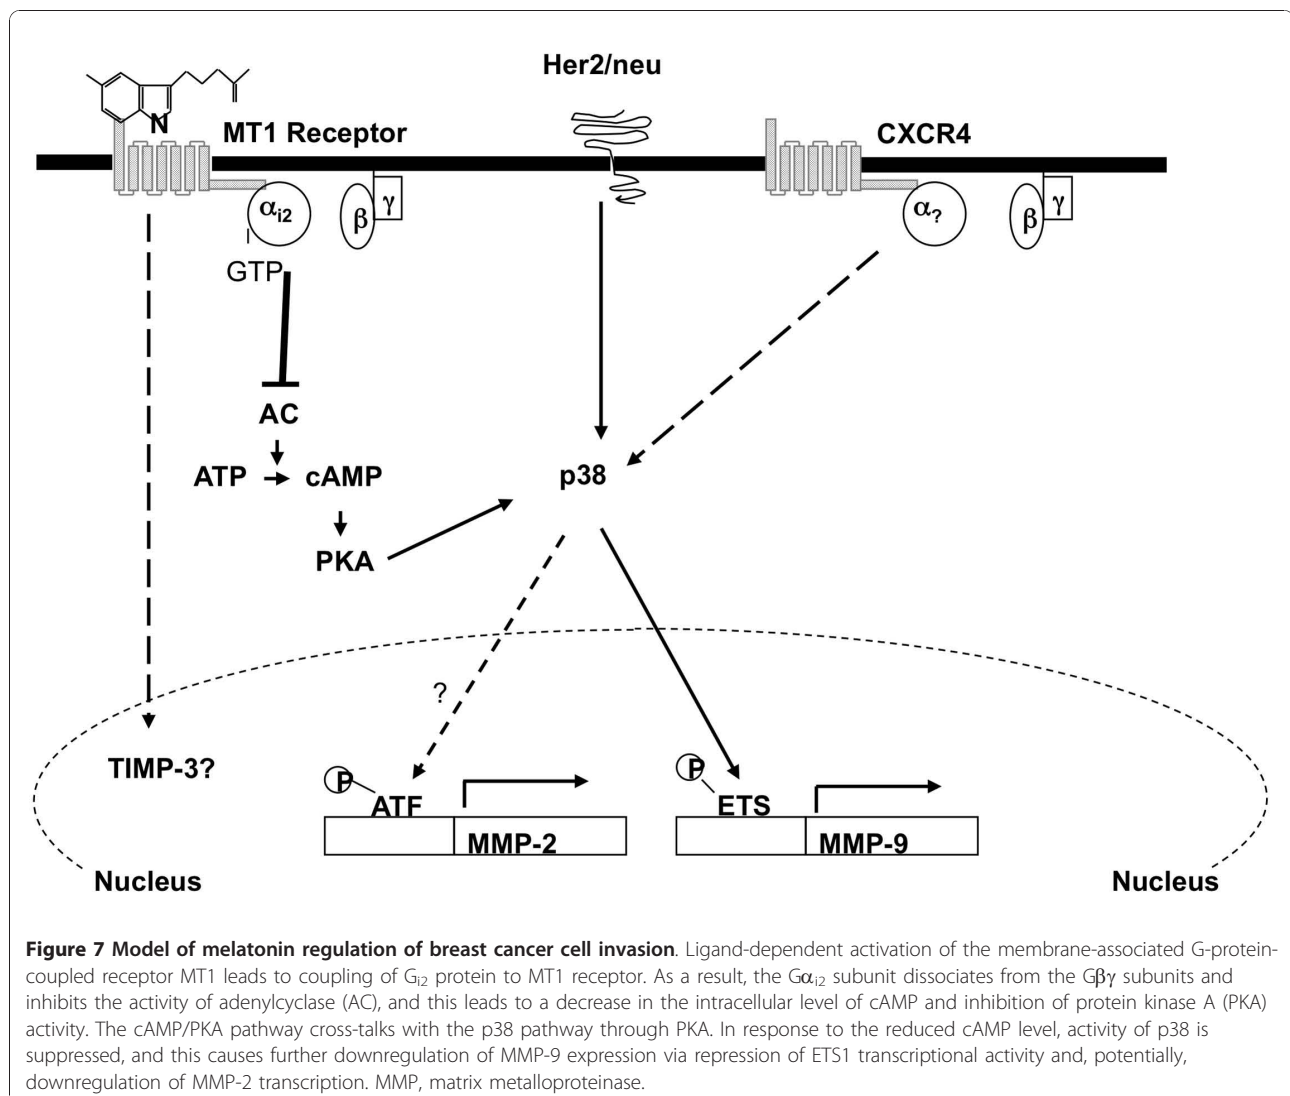 Her2/neu
N
MT1 Receptor
CXCR4
αi2
β
γ
α?
β
γ
GTP
AC
ATP
cAMP
p38
PKA
?
TIMP-3?
P
ATF
MMP-2
P
ETS
MMP-9
Nucleus
Nucleus
Figure 7 Model of melatonin regulation of breast cancer cell invasion. Ligand-dependent activation of the membrane-associated G-protein-
coupled receptor MT1 leads to coupling of Gi2 protein to MT1 receptor. As a result, the Gαi2 subunit dissociates from the Gβγ subunits and
inhibits the activity of adenylcyclase (AC), and this leads to a decrease in the intracellular level of cAMP and inhibition of protein kinase A (PKA)
activity. The cAMP/PKA pathway cross-talks with the p38 pathway through PKA. In response to the reduced cAMP level, activity of p38 is
suppressed, and this causes further downregulation of MMP-9 expression via repression of ETS1 transcriptional activity and, potentially,
downregulation of MMP-2 transcription. MMP, matrix metalloproteinase.